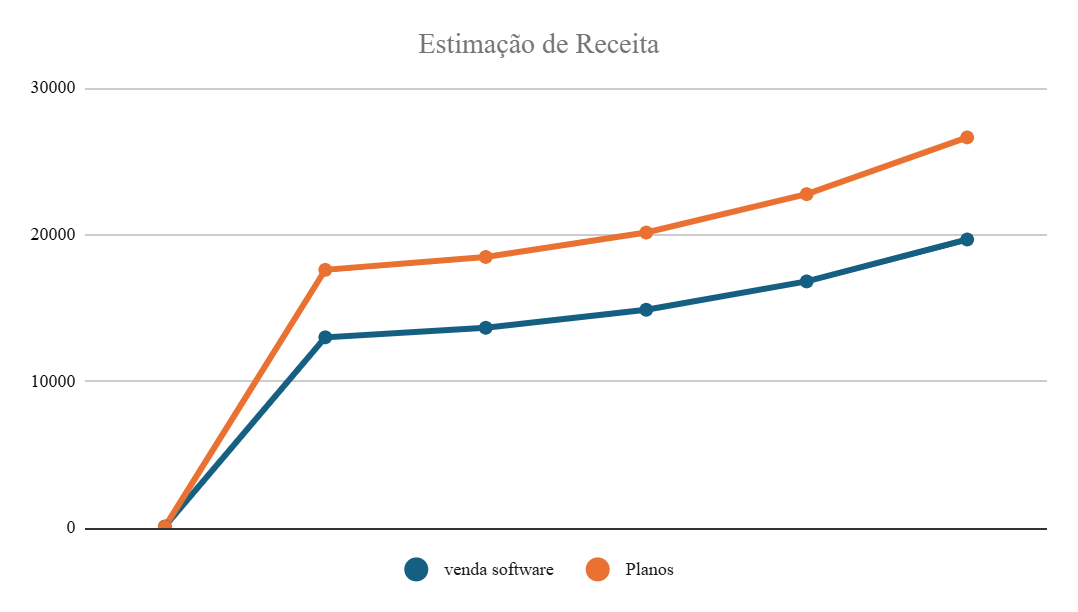 Estimação de Receita
30000
20000
10000
0
venda software
Planos